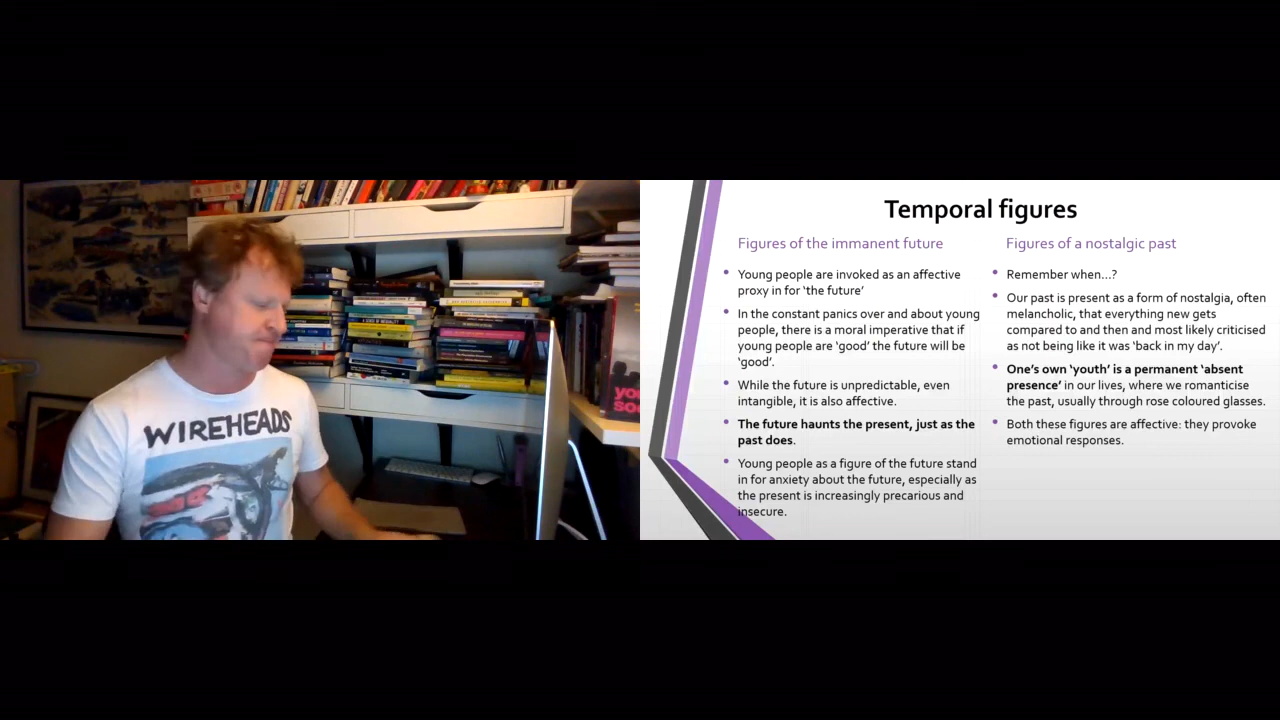 WIREHEADS
Temporal figures
Figures of the immanent future
Young people are invoked as an affective
proxy in for 'the future'
In the constant panics over and about young
people, there is a moral imperative that if
young people are 'good' the future will be
'good'.
While the future is unpredictable, even
intangible, it is also affective.
The future haunts the present, just as the
past does.
Young people as a figure of the future stand
in for anxiety about the future, especially as
the present is increasingly precarious and
insecure.
Figures of a nostalgic past
Remember when...?
Our past is present as a form of nostalgia, often
melancholic, that everything new gets
compared to and then and most likely criticised
as not being like it was 'back in my day'.
One's own 'youth' is a permanent 'absent
presence' in our lives, where we romanticise
the past, usually through rose coloured glasses.
Both these figures are affective: they provoke
emotional responses.